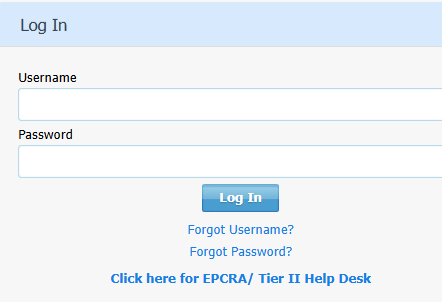 Log In
Username
Password
Log In
Forgot Username?
Forgot Password?
Click here for EPCRA/ Tier II Help Desk